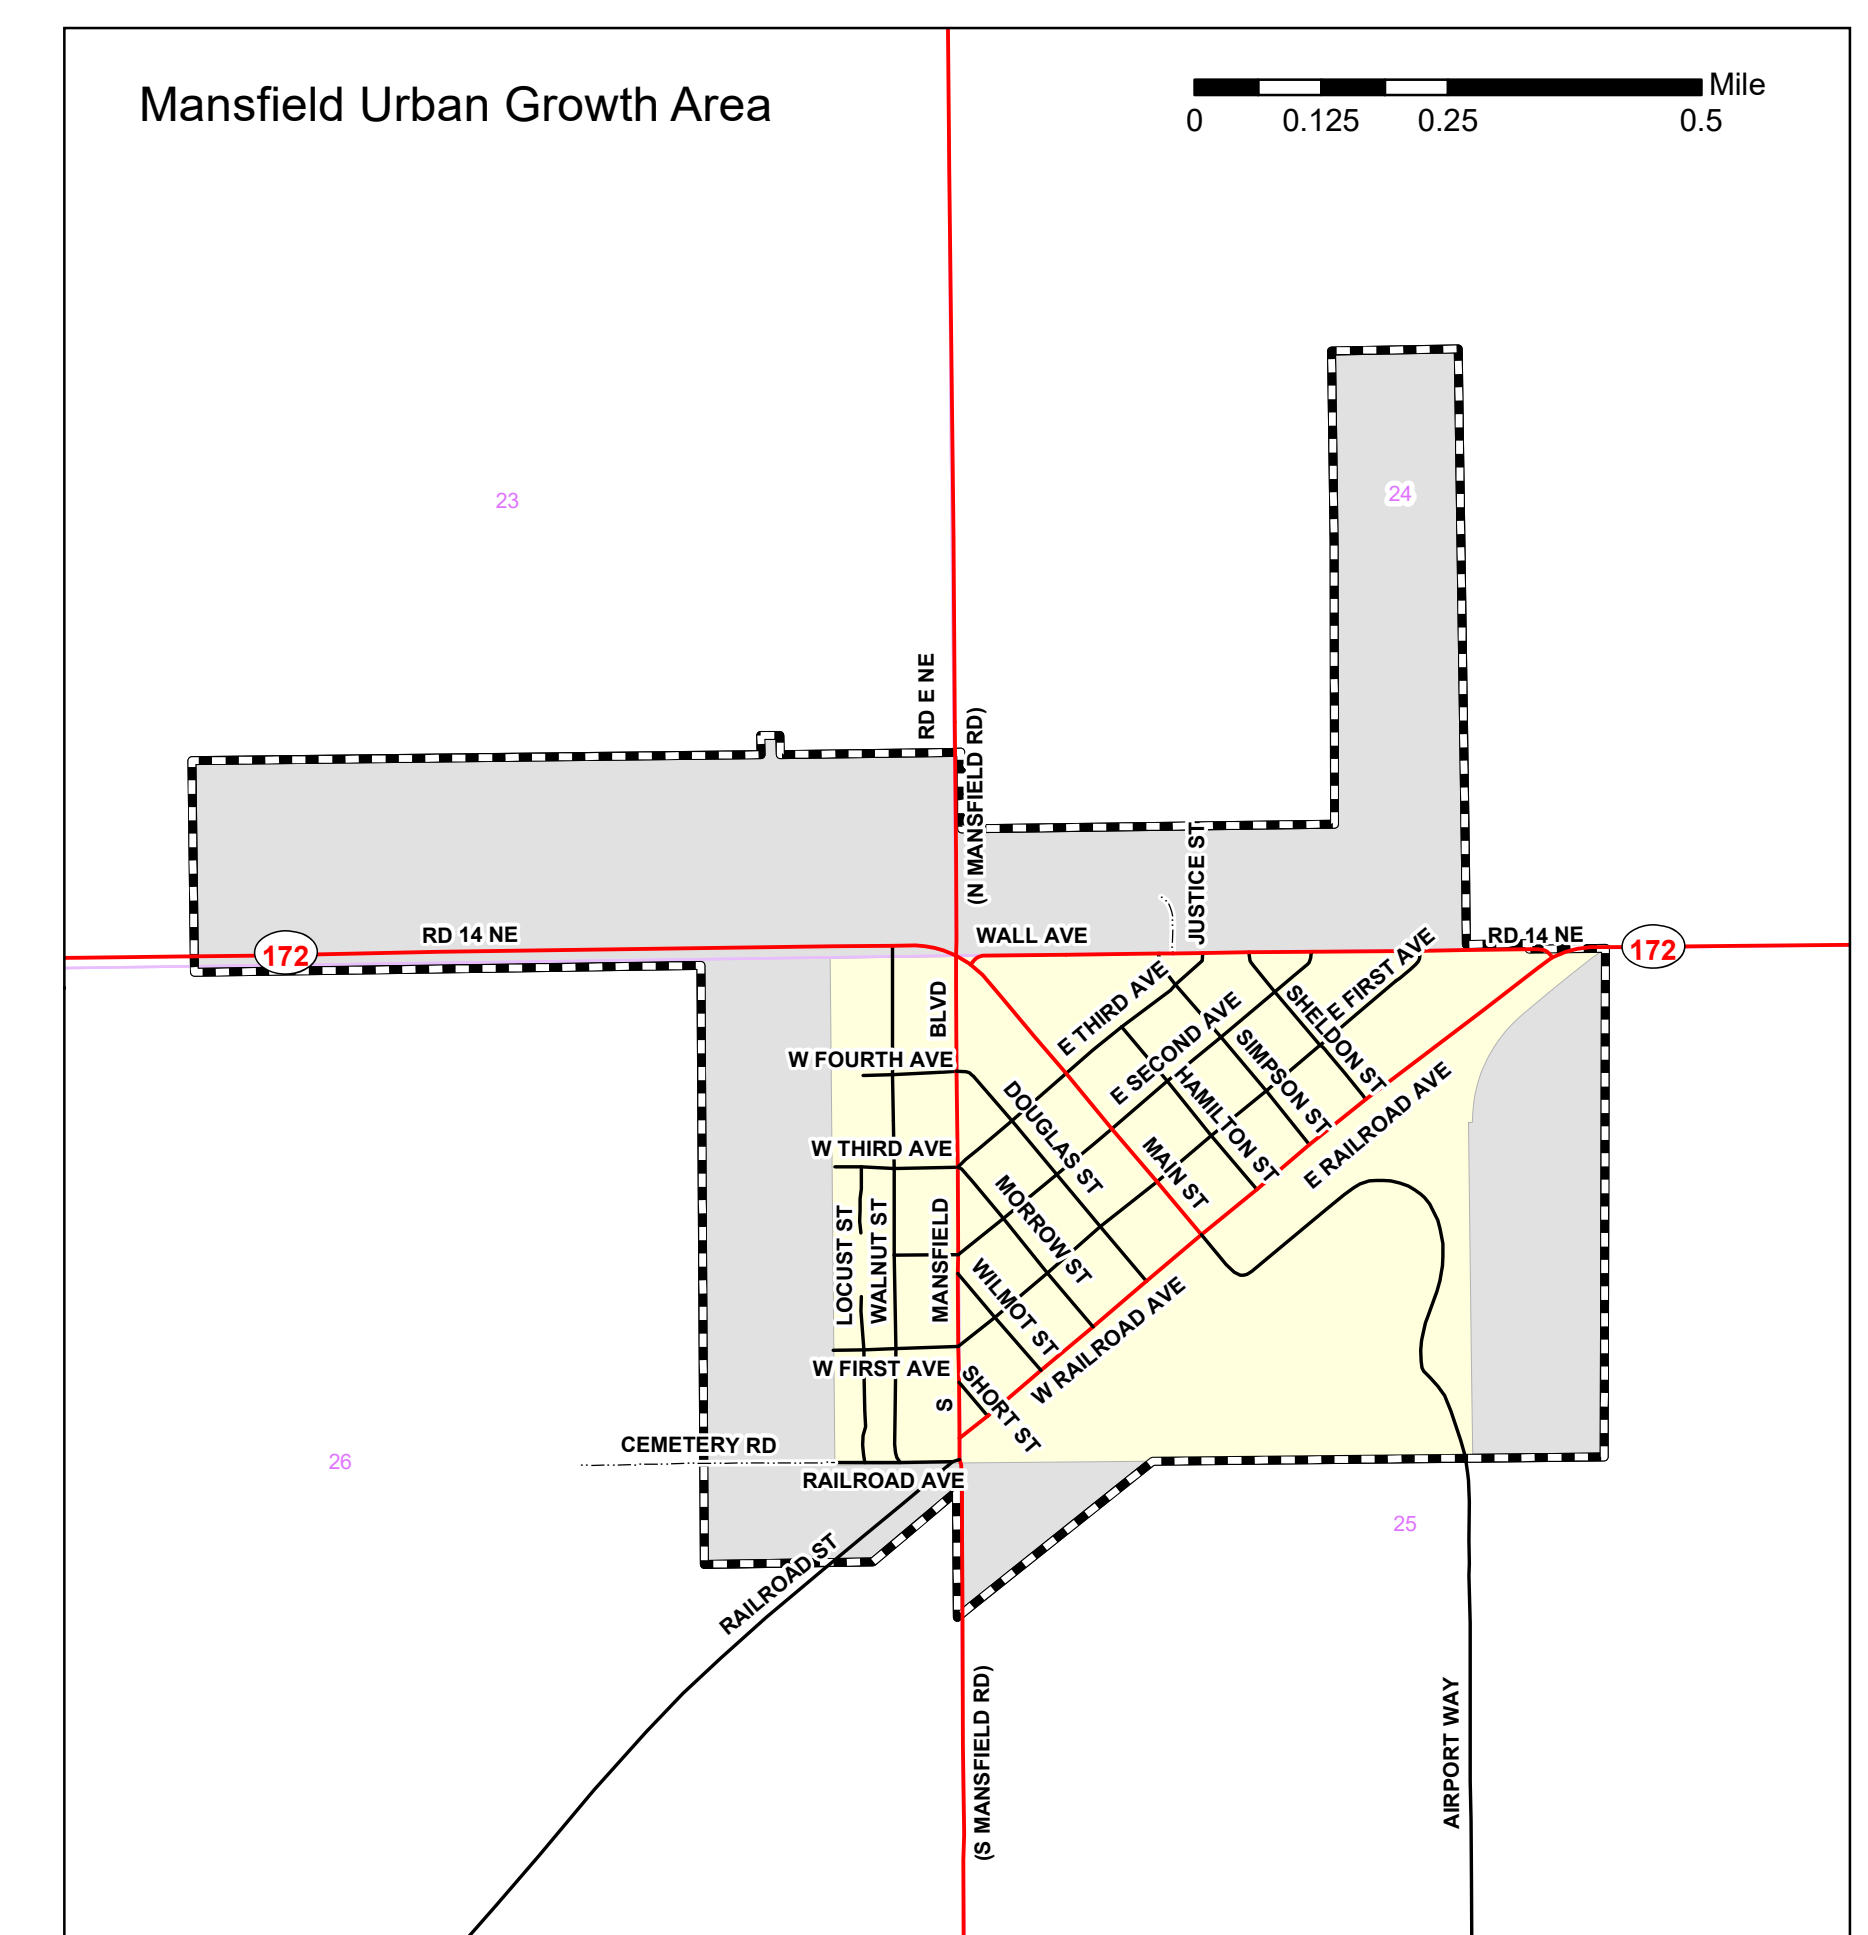 Mansfield Urban Growth Area
Mile
0 0.125 0.25 0.5
23
24
RD E NE
(N MANSFIELD RD)
JUSTICE ST
RD 14 NE
172
WALL AVE
RD 14 NE
172
BLVD
E THIRD AVE
E FIRST AVE
E SECOND AVE
SHELDON ST
SIMPSON ST
W FOURTH AVE
DOUGLAS ST
HAMILTON ST
E RAILROAD AVE
W THIRD AVE
MAIN ST
MORROW ST
LOCUST ST
WALNUT ST
MANSFIELD
WILMOT ST
W RAILROAD AVE
W FIRST AVE
SHORT ST
S
CEMETERY RD
26
RAILROAD AVE
25
RAILROAD ST
(S MANSFIELD RD)
AIRPORT WAY